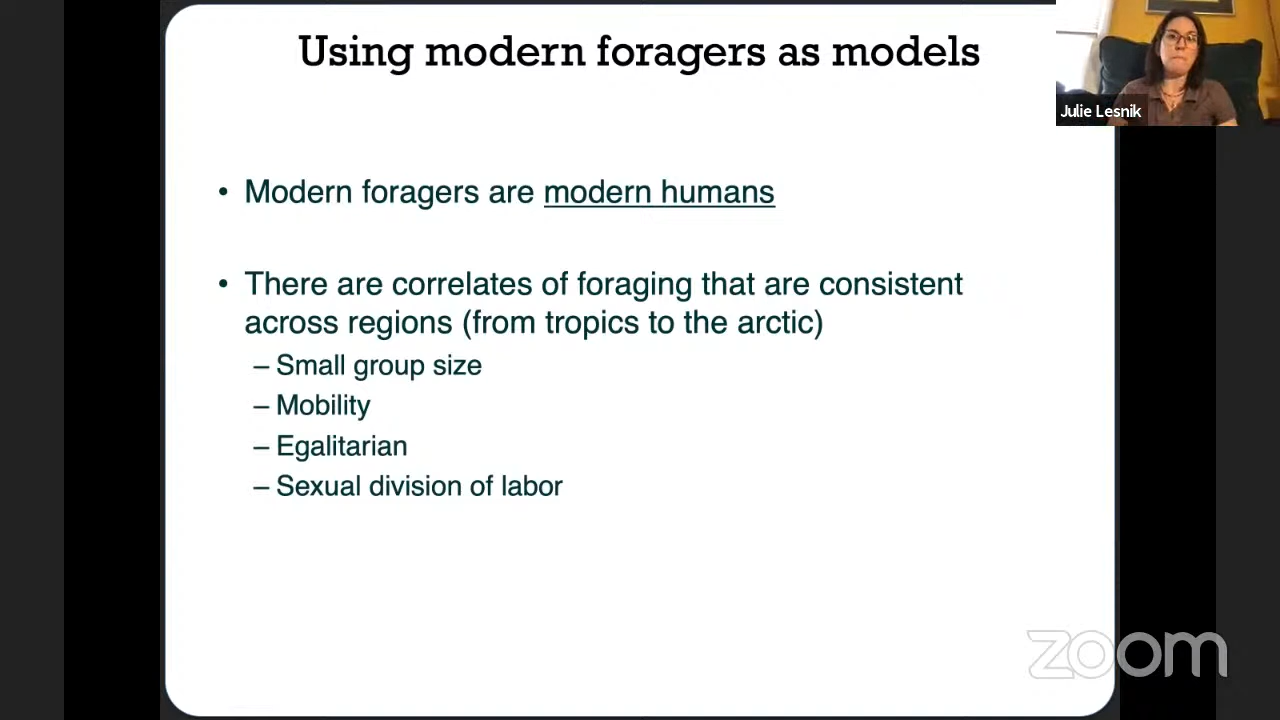 Using modern foragers as models
Julie Lesnik
• Modern foragers are modern humans
• There are correlates of foraging that are consistent
across regions (from tropics to the arctic)
– Small group size
– Mobility
– Egalitarian
– Sexual division of labor
zoom